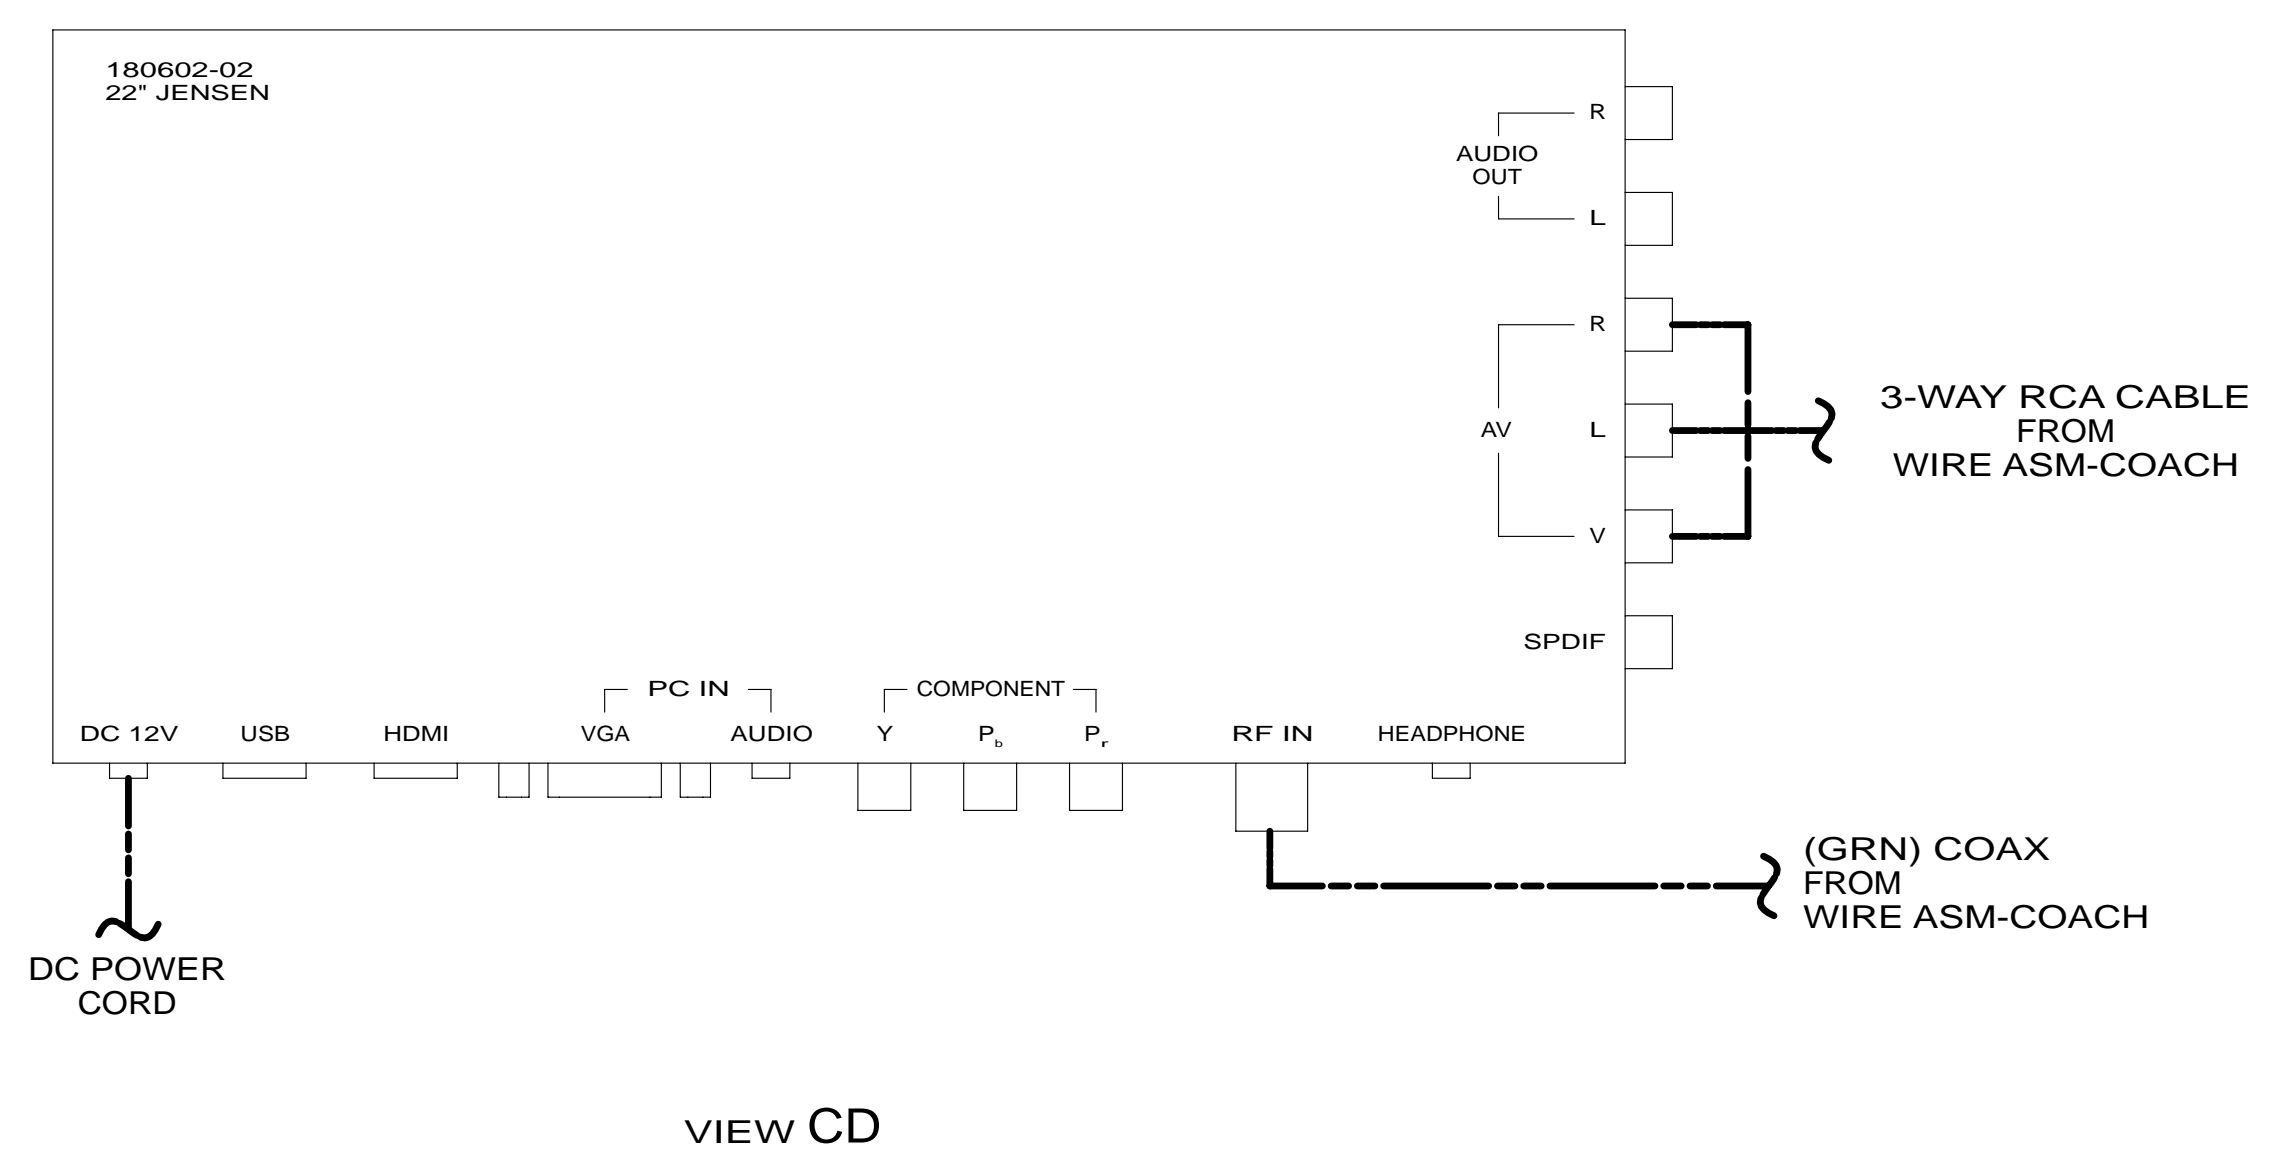 180602-02
22" JENSEN
R
AUDIO
OUT
L
R
AV
L
V
3-WAY RCA CABLE
FROM
WIRE ASM-COACH
SPDIF
PC IN
COMPONENT
DC 12V
USB
HDMI
VGA
AUDIO
Y
Pb
Pr
RF IN
HEADPHONE
(GRN) COAX
FROM
WIRE ASM-COACH
DC POWER
CORD
VIEW CD